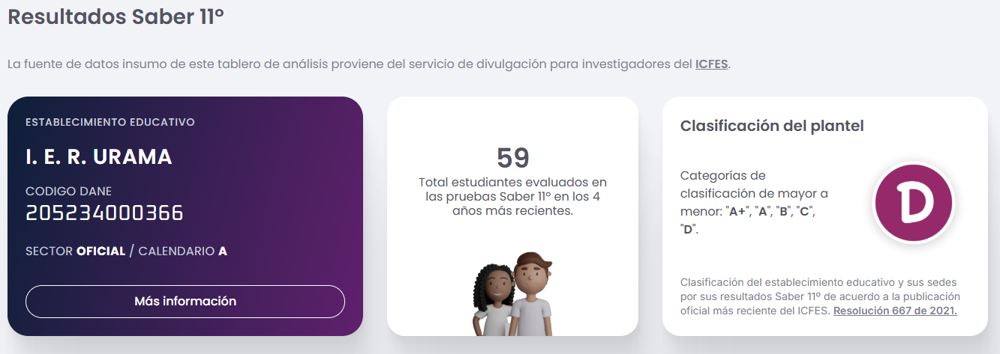 Resultados Saber 11°
La fuente de datos insumo de este tablero de análisis proviene del servicio de divulgación para investigadores del ICFES.
ESTABLECIMIENTO EDUCATIVO
I. E. R. URAMA
CODIGO DANE
205234000366
SECTOR OFICIAL / CALENDARIO A
Más información
59
Total estudiantes evaluados en
las pruebas Saber 11° en los 4
años más recientes.
Clasificación del plantel
Categorías de
clasificación de mayor a
menor: "A+", "A", "B", "C",
"D".
D
Clasificación del establecimiento educativo y sus sedes
por sus resultados Saber 11º de acuerdo a la publicación
oficial más reciente del ICFES. Resolución 667 de 2021.